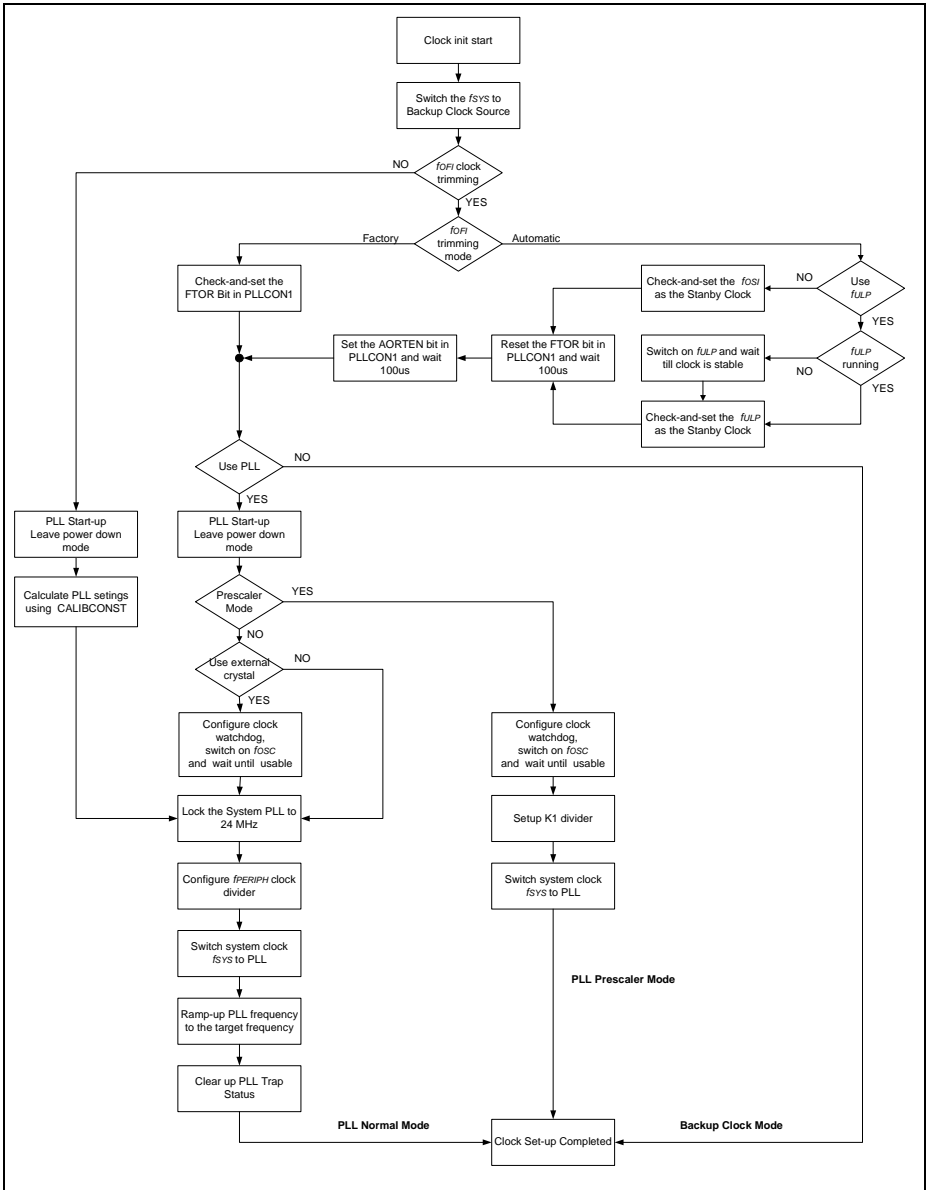 Clock init start
Switch the fSYS to
Backup Clock Source
NO
fOFI clock
trimming
YES
Factory
fOFI
trimming
mode
Automatic
Check-and-set the
FTOR Bit in PLLCON1
Check-and-set the fOSI
as the Stanby Clock
NO
Use
fULP
YES
Set the AORTEN bit in
PLLCON1 and wait
100us
Reset the FTOR bit in
PLLCON1 and wait
100us
Switch on fULP and wait
till clock is stable
NO
fULP
running
YES
Check-and-set the fULP
as the Stanby Clock
Use PLL
NO
YES
PLL Start-up
Leave power down
mode
PLL Start-up
Leave power down
mode
Calculate PLL setings
using CALIBCONST
Prescaler
Mode
YES
NO
Use external
crystal
NO
YES
Configure clock
watchdog,
switch on fOSC
and wait until usable
Configure clock
watchdog,
switch on fOSC
and wait until usable
Lock the System PLL to
24 MHz
Setup K1 divider
Configure fPERIPH clock
divider
Switch system clock
fSYS to PLL
Switch system clock
fSYS to PLL
PLL Prescaler Mode
Ramp-up PLL frequency
to the target frequency
Clear up PLL Trap
Status
PLL Normal Mode
Clock Set-up Completed
Backup Clock Mode